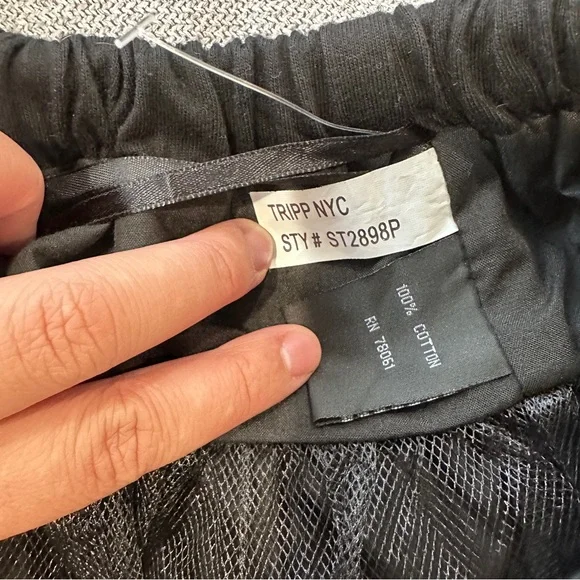 TRIPP NYC
STY # ST2898P
100% COTTON
RN 78061